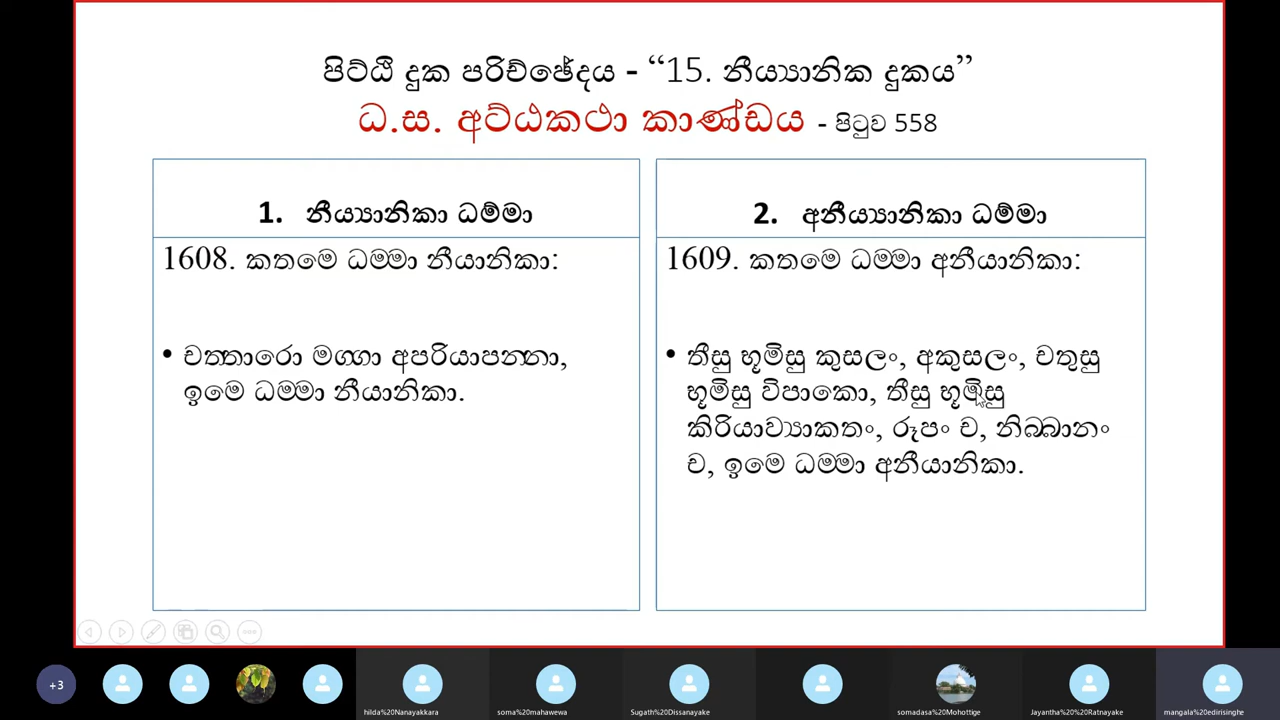 පිට්ඨි දුක පරිච්ඡේදය - “15. නීය්‍යානික දුකය”
ධ.ස. අට්ඨකථා කාණ්ඩය - පිටුව 558
1. නීය්‍යානිකා ධම්මා
2. අනීය්‍යානිකා ධම්මා
1608. කතමෙ ධම්‍මා නීයානිකා:
• චත්‍තාරො මග්‍ගා අපරියාපන්‍නා,
ඉමෙ ධම්‍මා නීයානිකා.
1609. කතමෙ ධම්‍මා අනීයානිකා:
• තීසු භූමිසු කුසලං, අකුසලං, චතුසු
භූමිසු විපාකො, තීසු භූමිසු
කිරියාව්‍යාකතං, රූපං ච, නිබ්‍බානං
ච, ඉමෙ ධම්‍මා අනීයානිකා.
+3
hilda%20Nanayakkara
soma%20mahawewa
Sugath%20Dissanayake
somadasa%20Mohottige
Jayantha%20%20Ratnayake
mangala%20edirisinghe